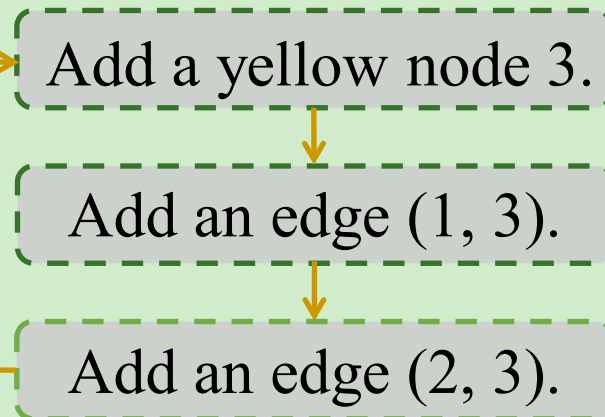 Add a yellow node 3.
Add an edge (1, 3).
Add an edge (2, 3).